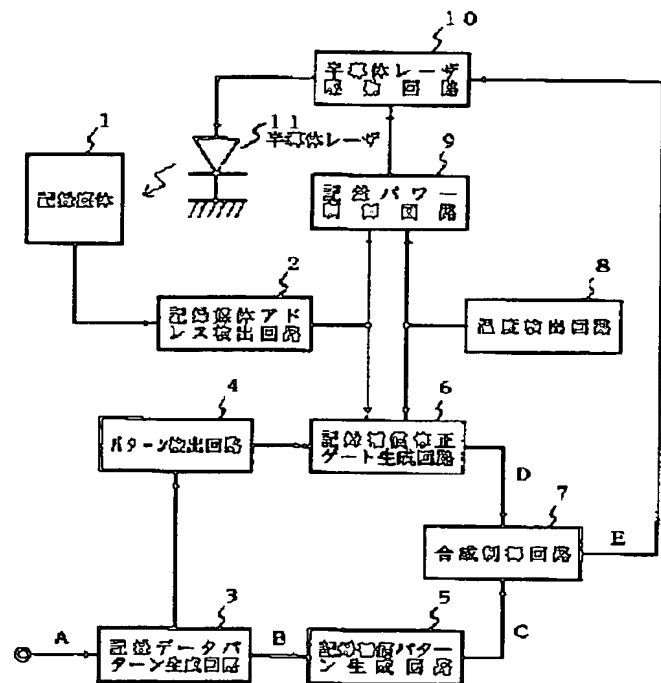 10
半導体レーザ
駆動回路
11
半導体レーザ
1
記録媒体
9
記録パワー
制御回路
2
記録媒体アド
レス検出回路
8
温度検出回路
4
パターン検出回路
6
記録補償修正
ゲート生成回路
D
7
合成制御回路
E
3
A
記録データパ
ターン生成回路
B
5
記録補償パター
ン生成回路
C